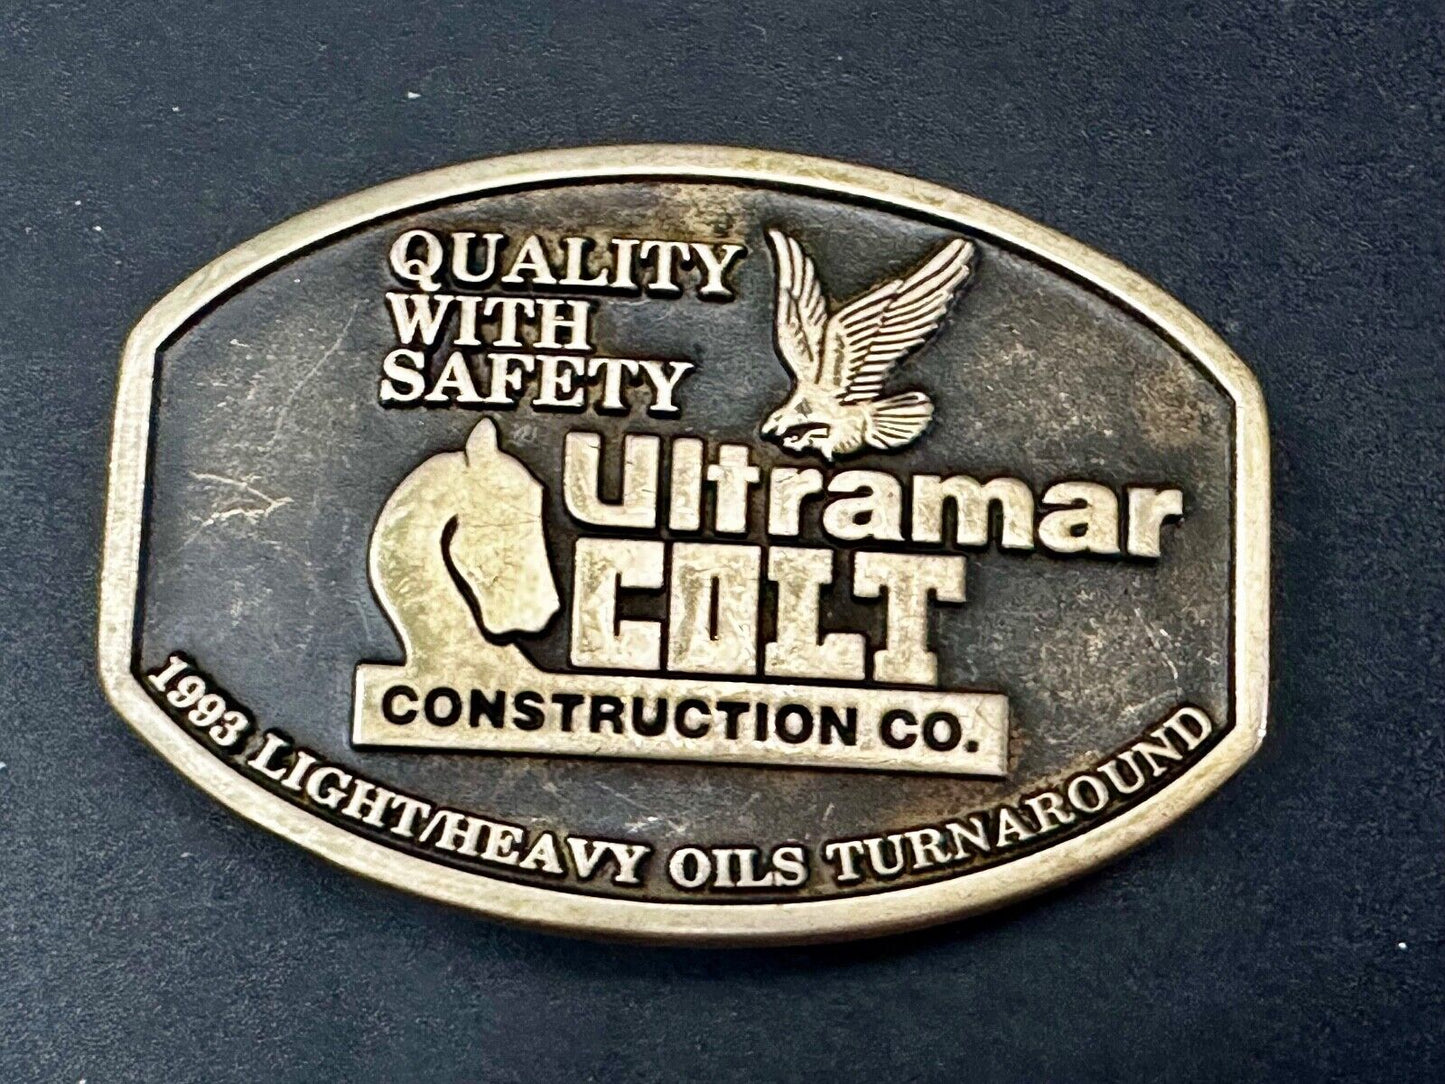 QUALITY
WITH
SAFETY
Ultramar
COLT
CONSTRUCTION CO.
1993 LIGHT/HEAVY OILS TURNAROUND